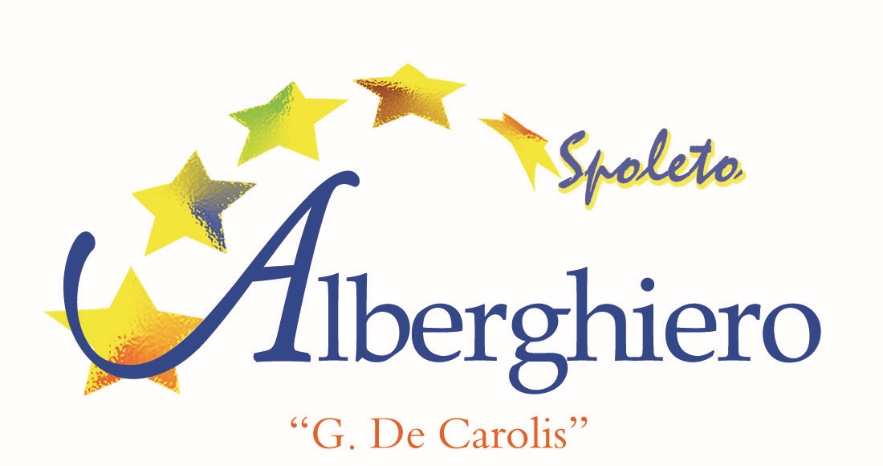 Spoleto
Alberghiero
“G. De Carolis”